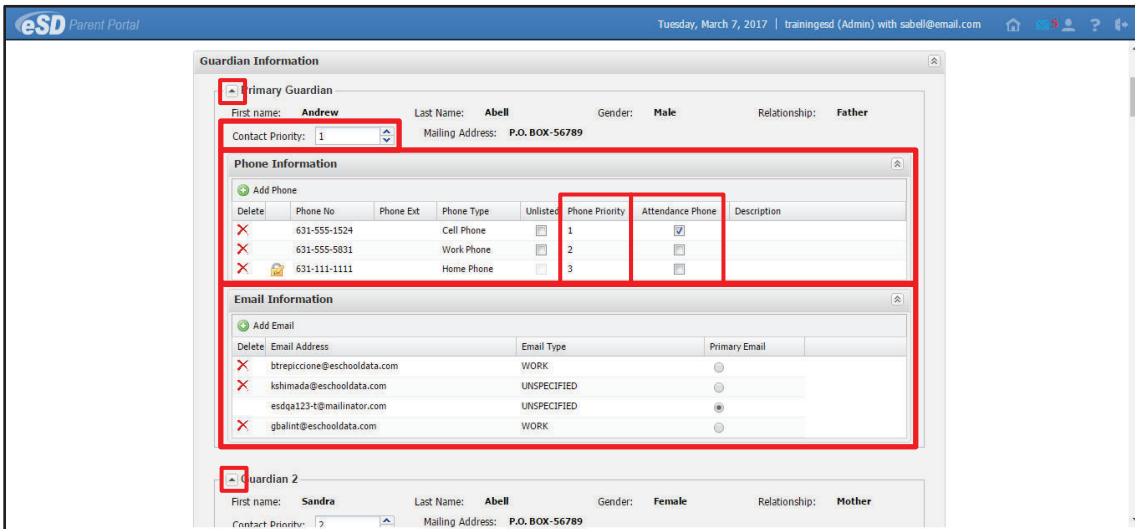 eSD Parent Portal
Tuesday, March 7, 2017 | trainingesd (Admin) with sabell@email.com
5
?
Guardian Information
Primary Guardian
First name: Andrew Last Name: Abell Gender: Male Relationship: Father
Contact Priority: 1 Mailing Address: P.O. BOX-56789
Phone Information
Add Phone
Delete Phone No Phone Ext Phone Type Unlisted Phone Priority Attendance Phone Description
631-555-1524 Cell Phone 1
631-555-5831 Work Phone 2
631-111-1111 Home Phone 3
Email Information
Add Email
Delete Email Address Email Type Primary Email
btrepiccione@eschooldata.com WORK
kshimada@eschooldata.com UNSPECIFIED
esdqa123-t@mailinator.com UNSPECIFIED
gbalint@eschooldata.com WORK
Guardian 2
First name: Sandra Last Name: Abell Gender: Female Relationship: Mother
Contact Priority: 2 Mailing Address: P.O. BOX-56789